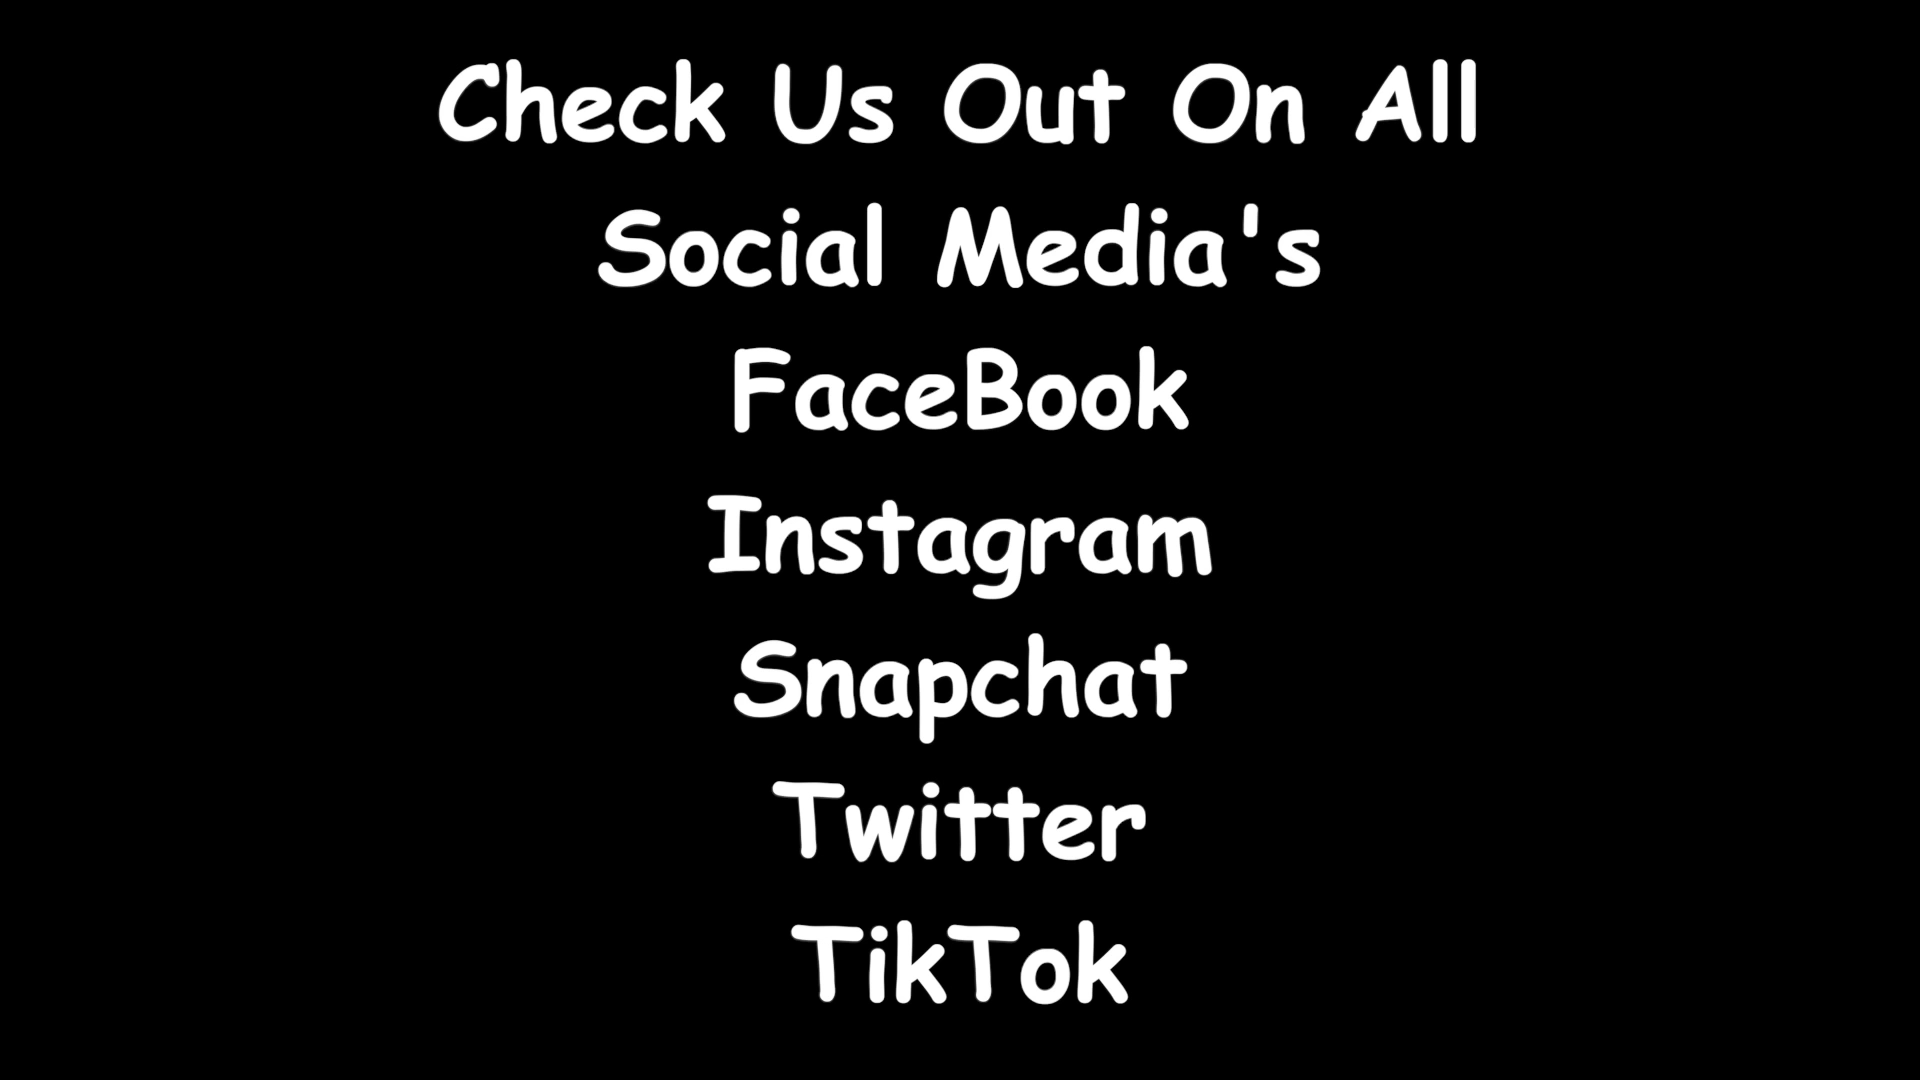 Check Us Out On All
Social Media's
FaceBook
Instagram
Snapchat
Twitter
TikTok